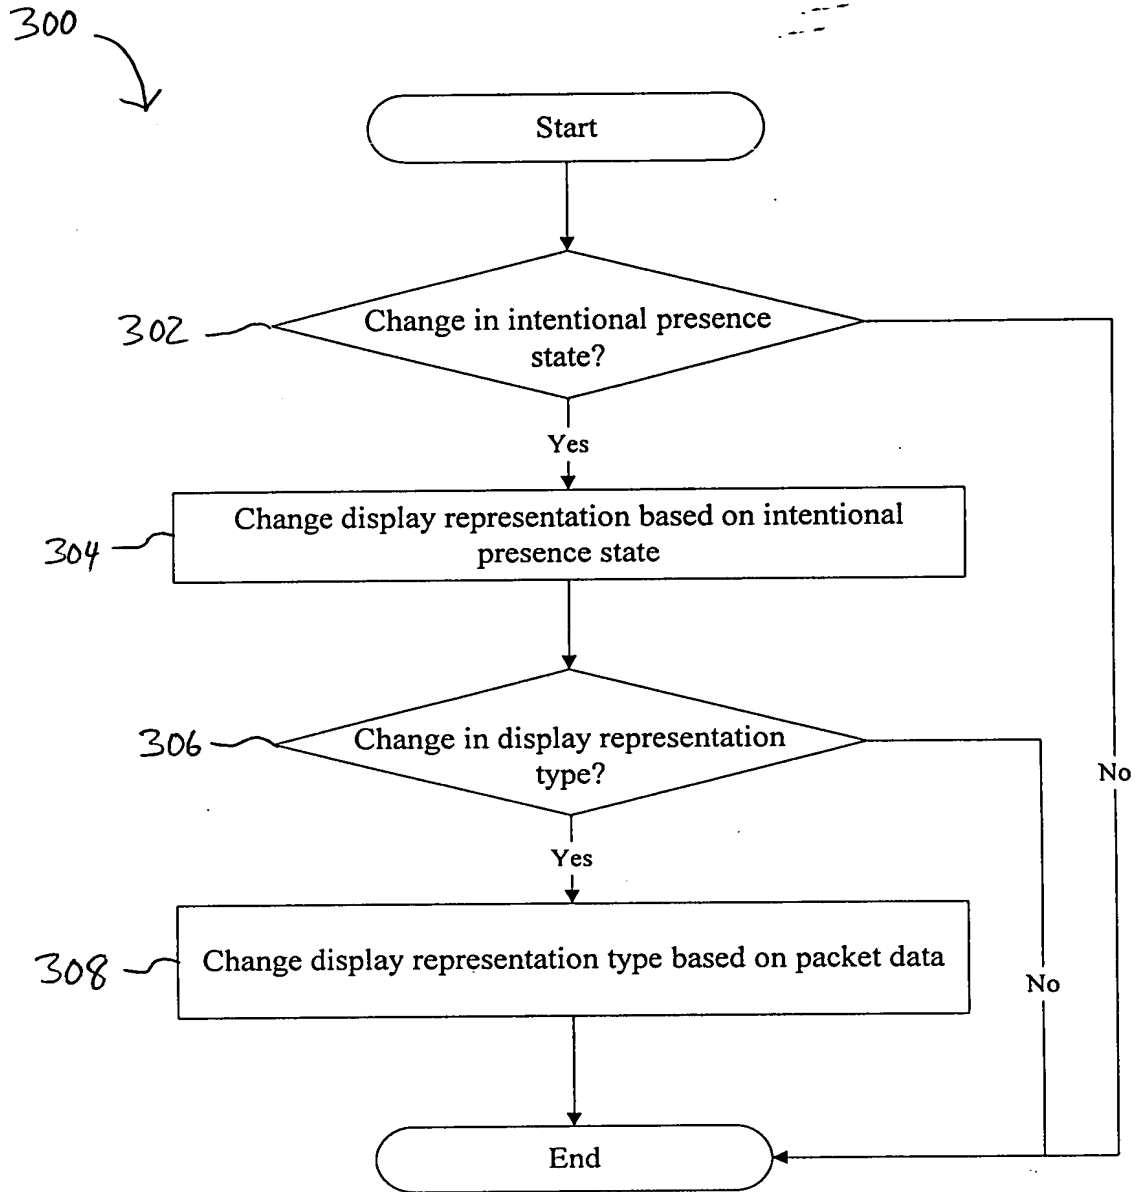 300
Start
302
Change in intentional presence
state?
Yes
304
Change display representation based on intentional
presence state
306
Change in display representation
type?
No
Yes
308
Change display representation type based on packet data
No
End